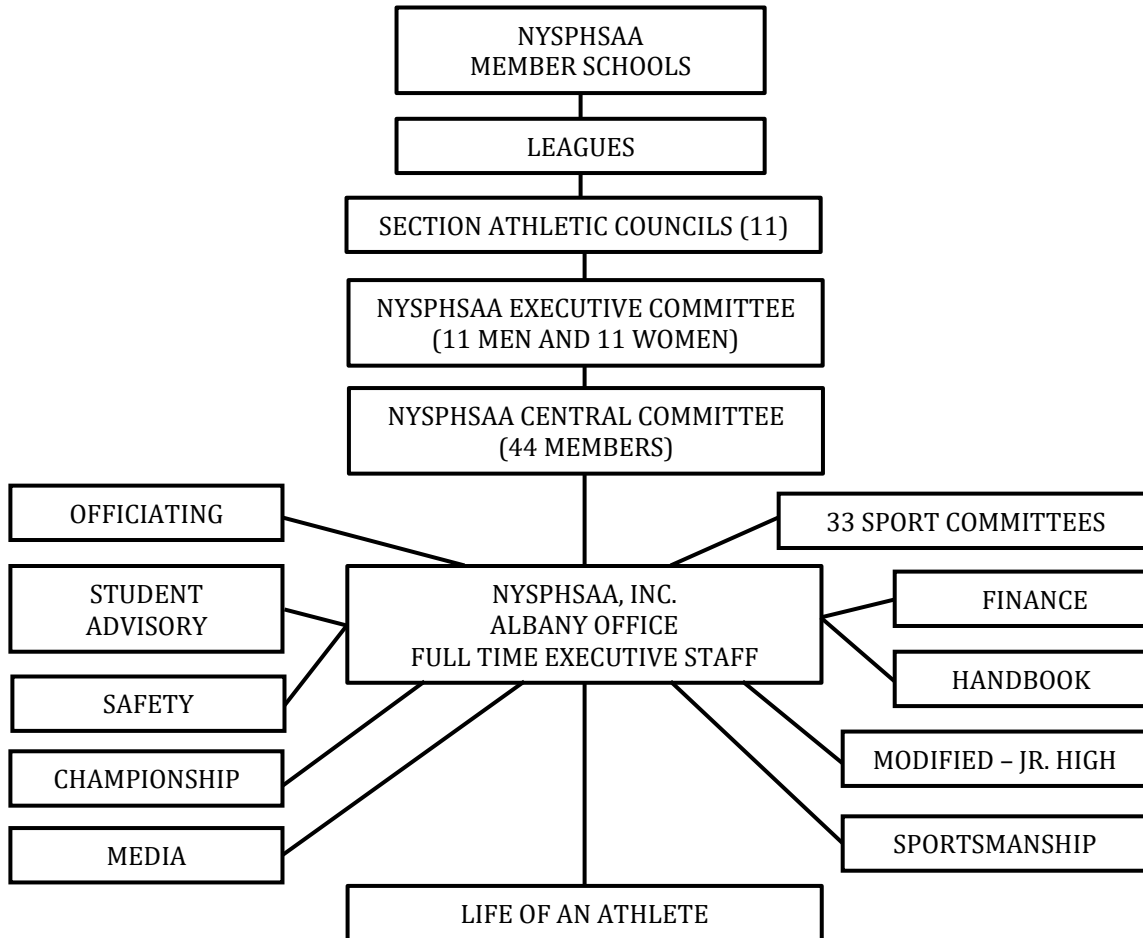 NYSPHSAA
MEMBER SCHOOLS
LEAGUES
SECTION ATHLETIC COUNCILS (11)
NYSPHSAA EXECUTIVE COMMITTEE
(11 MEN AND 11 WOMEN)
NYSPHSAA CENTRAL COMMITTEE
(44 MEMBERS)
OFFICIATING
33 SPORT COMMITTEES
STUDENT
ADVISORY
NYSPHSAA, INC.
ALBANY OFFICE
FULL TIME EXECUTIVE STAFF
FINANCE
SAFETY
HANDBOOK
CHAMPIONSHIP
MODIFIED – JR. HIGH
MEDIA
SPORTSMANSHIP
LIFE OF AN ATHLETE